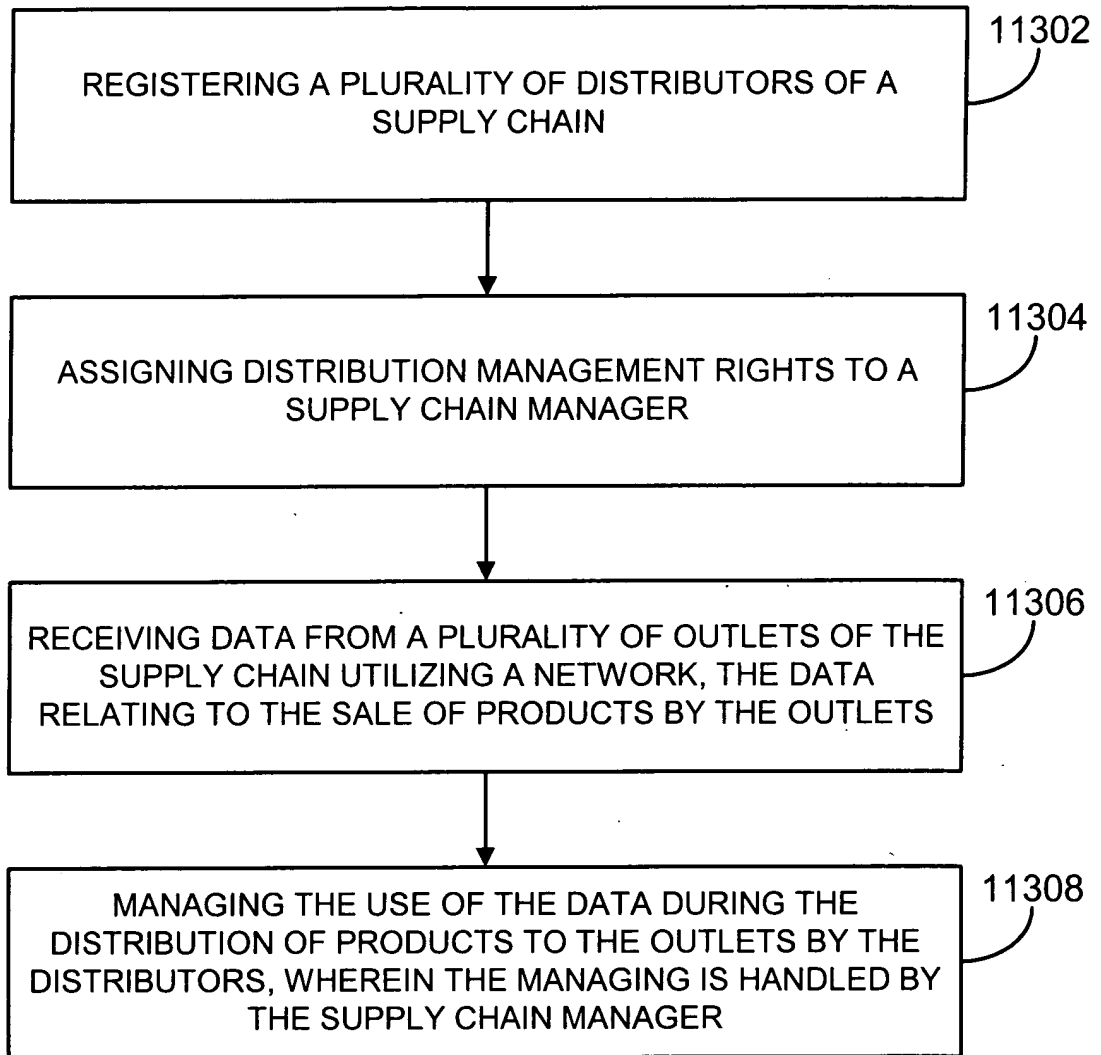 11302
REGISTERING A PLURALITY OF DISTRIBUTORS OF A
SUPPLY CHAIN
11304
ASSIGNING DISTRIBUTION MANAGEMENT RIGHTS TO A
SUPPLY CHAIN MANAGER
11306
RECEIVING DATA FROM A PLURALITY OF OUTLETS OF THE
SUPPLY CHAIN UTILIZING A NETWORK, THE DATA
RELATING TO THE SALE OF PRODUCTS BY THE OUTLETS
11308
MANAGING THE USE OF THE DATA DURING THE
DISTRIBUTION OF PRODUCTS TO THE OUTLETS BY THE
DISTRIBUTORS, WHEREIN THE MANAGING IS HANDLED BY
THE SUPPLY CHAIN MANAGER